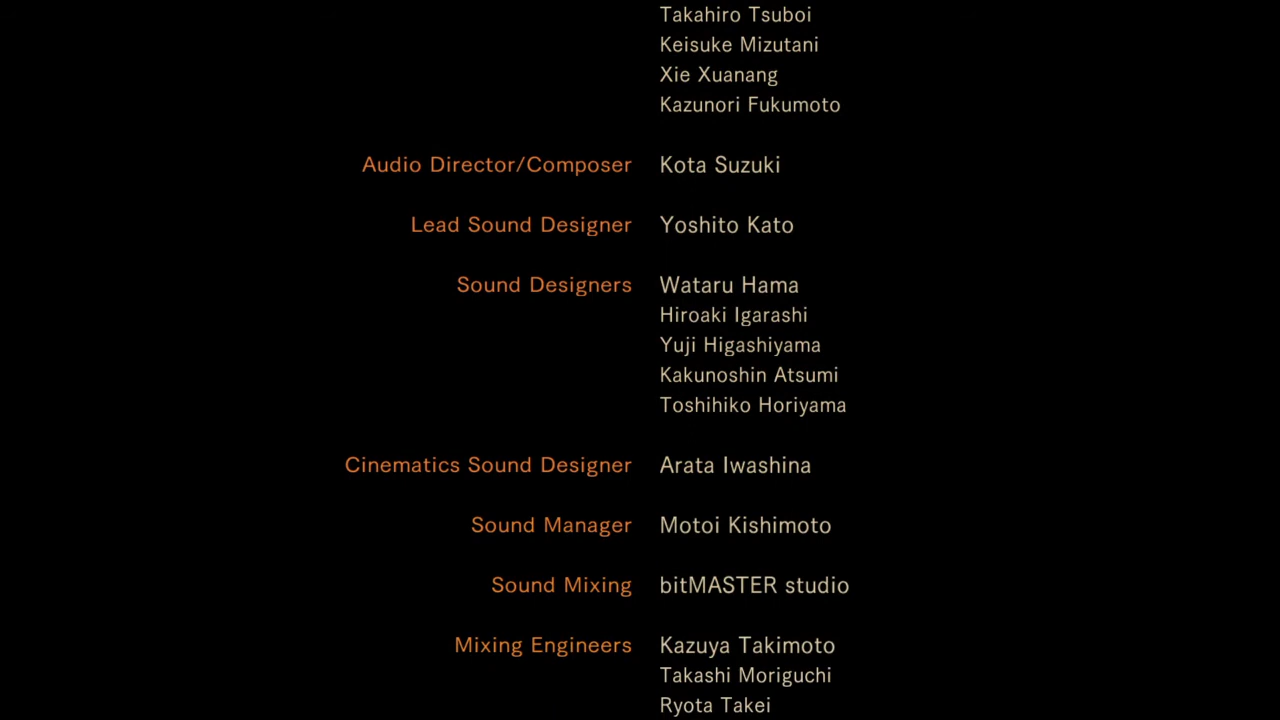 Takahiro Tsuboi
Keisuke Mizutani
Xie Xuanang
Kazunori Fukumoto
Audio Director/Composer Kota Suzuki
Lead Sound Designer Yoshito Kato
Sound Designers Wataru Hama
Hiroaki Igarashi
Yuji Higashiyama
Kakunoshin Atsumi
Toshihiko Horiyama
Cinematics Sound Designer Arata Iwashina
Sound Manager Motoi Kishimoto
Sound Mixing bitMASTER studio
Mixing Engineers Kazuya Takimoto
Takashi Moriguchi
Ryota Takei